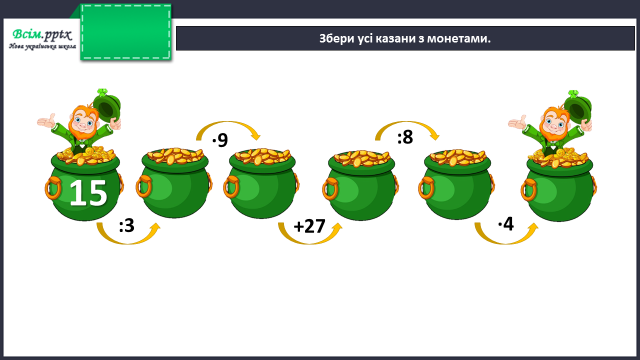 Всім.pptx
Нова українська школа
Збери усі казани з монетами.
·9
:8
15
:3
+27
·4